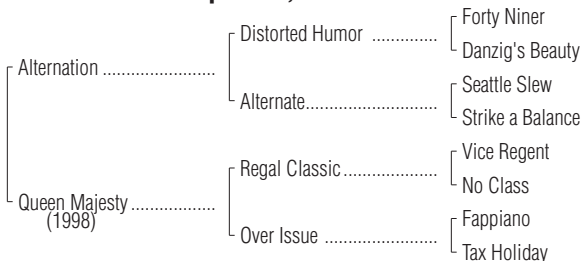 Forty Niner
Distorted Humor ..............
Danzig's Beauty
Alternation ........................
Seattle Slew
Alternate............................
Strike a Balance
Vice Regent
Regal Classic....................
No Class
Queen Majesty ..................
(1998)
Fappiano
Over Issue ........................
Tax Holiday